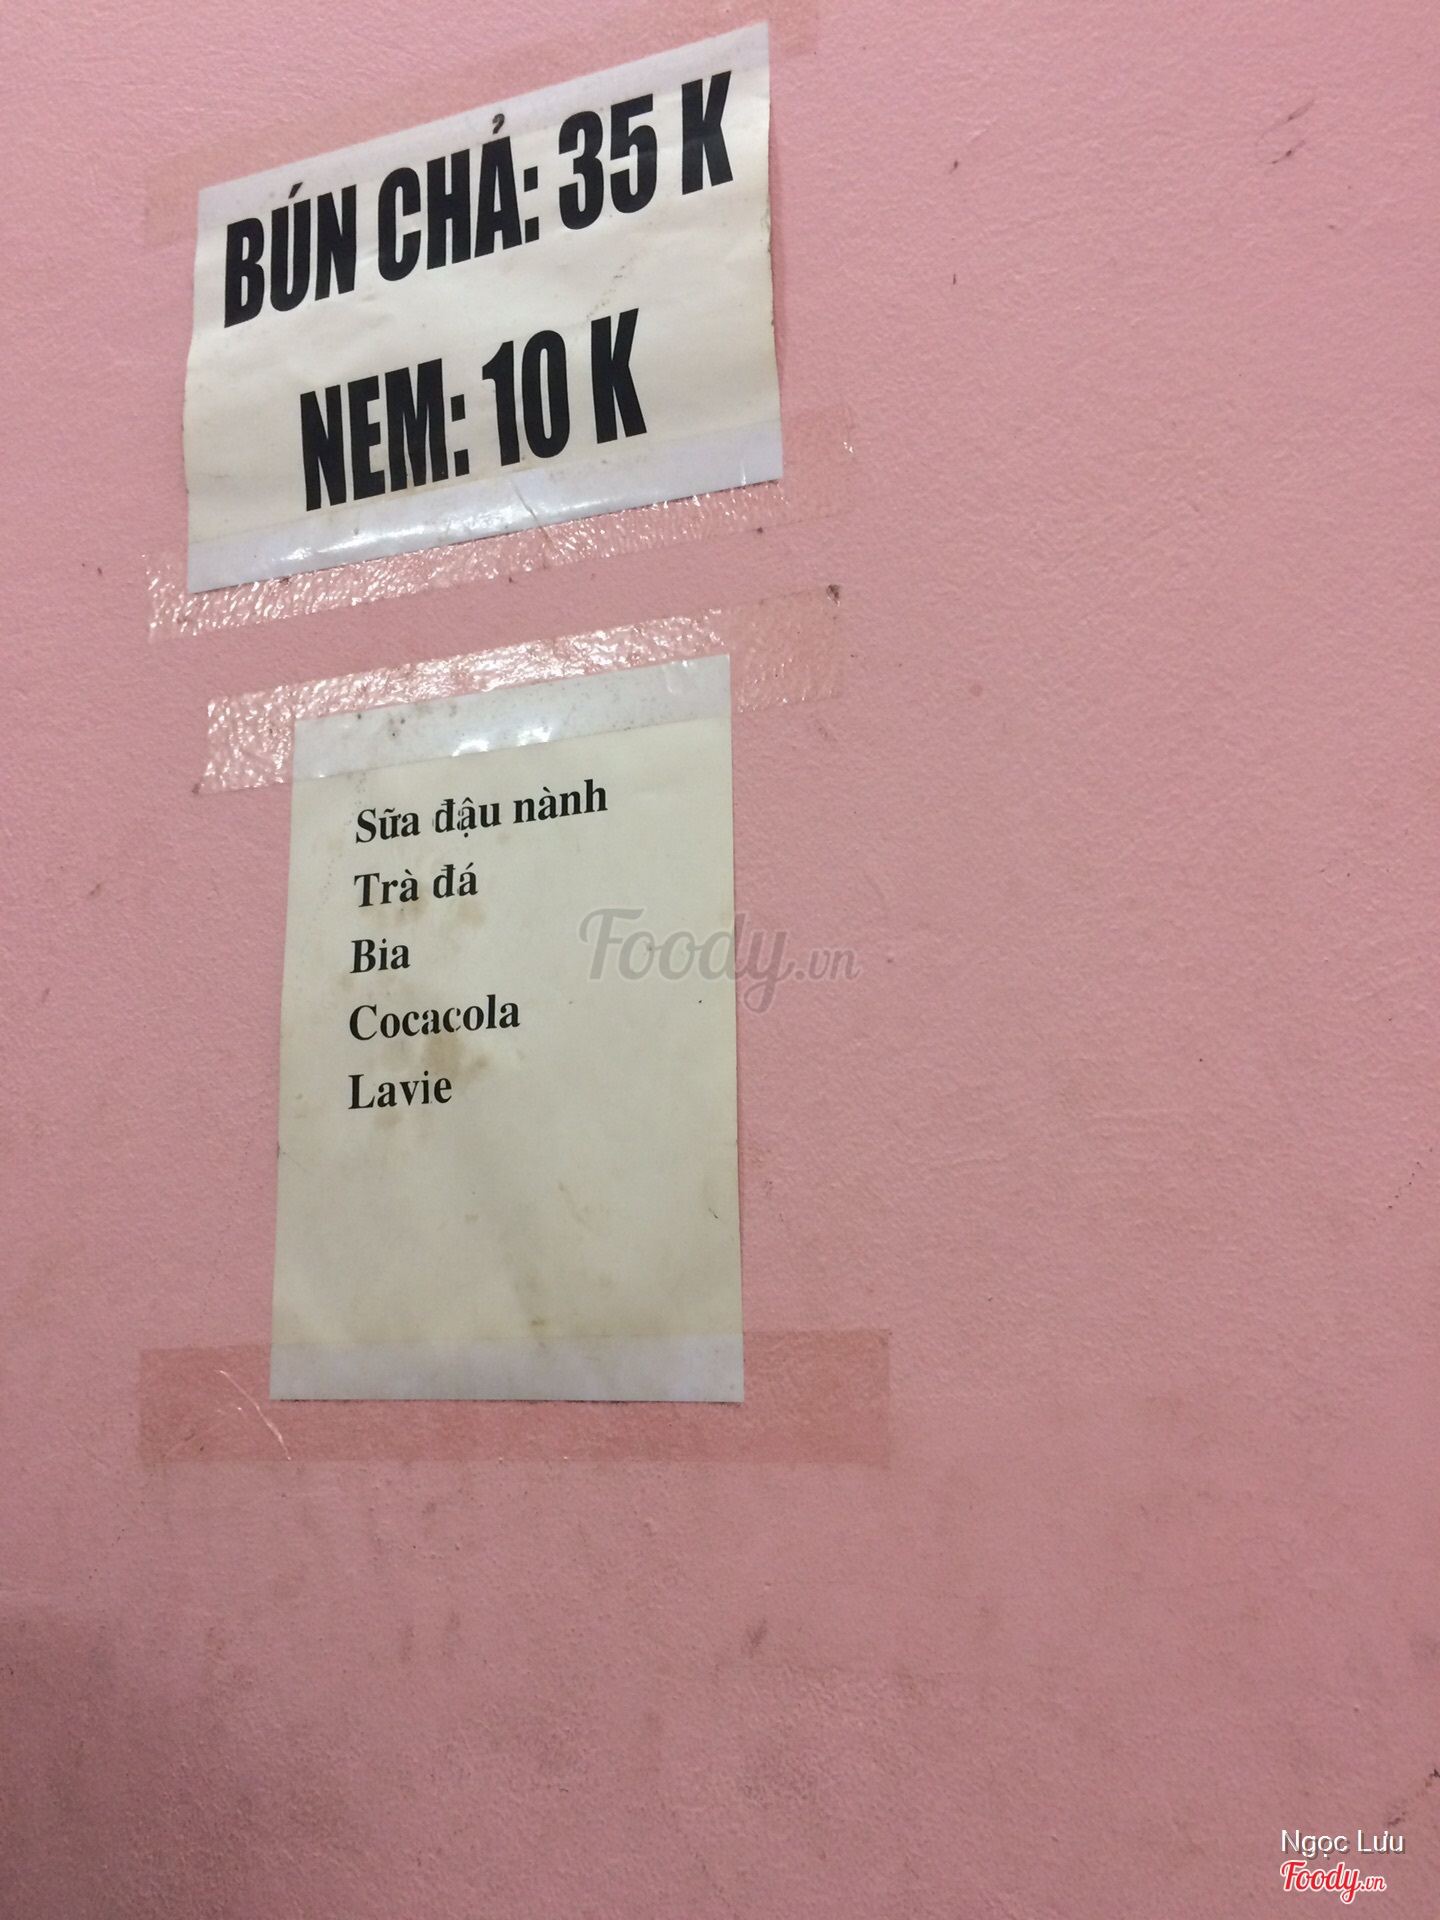 BÚN CHẢ: 35 K
NEM: 10 K
Sữa đậu nành
Trà đá
Bia
Cocacola
Lavie
Foody.vn
Ngọc Lưu
Foody.vn